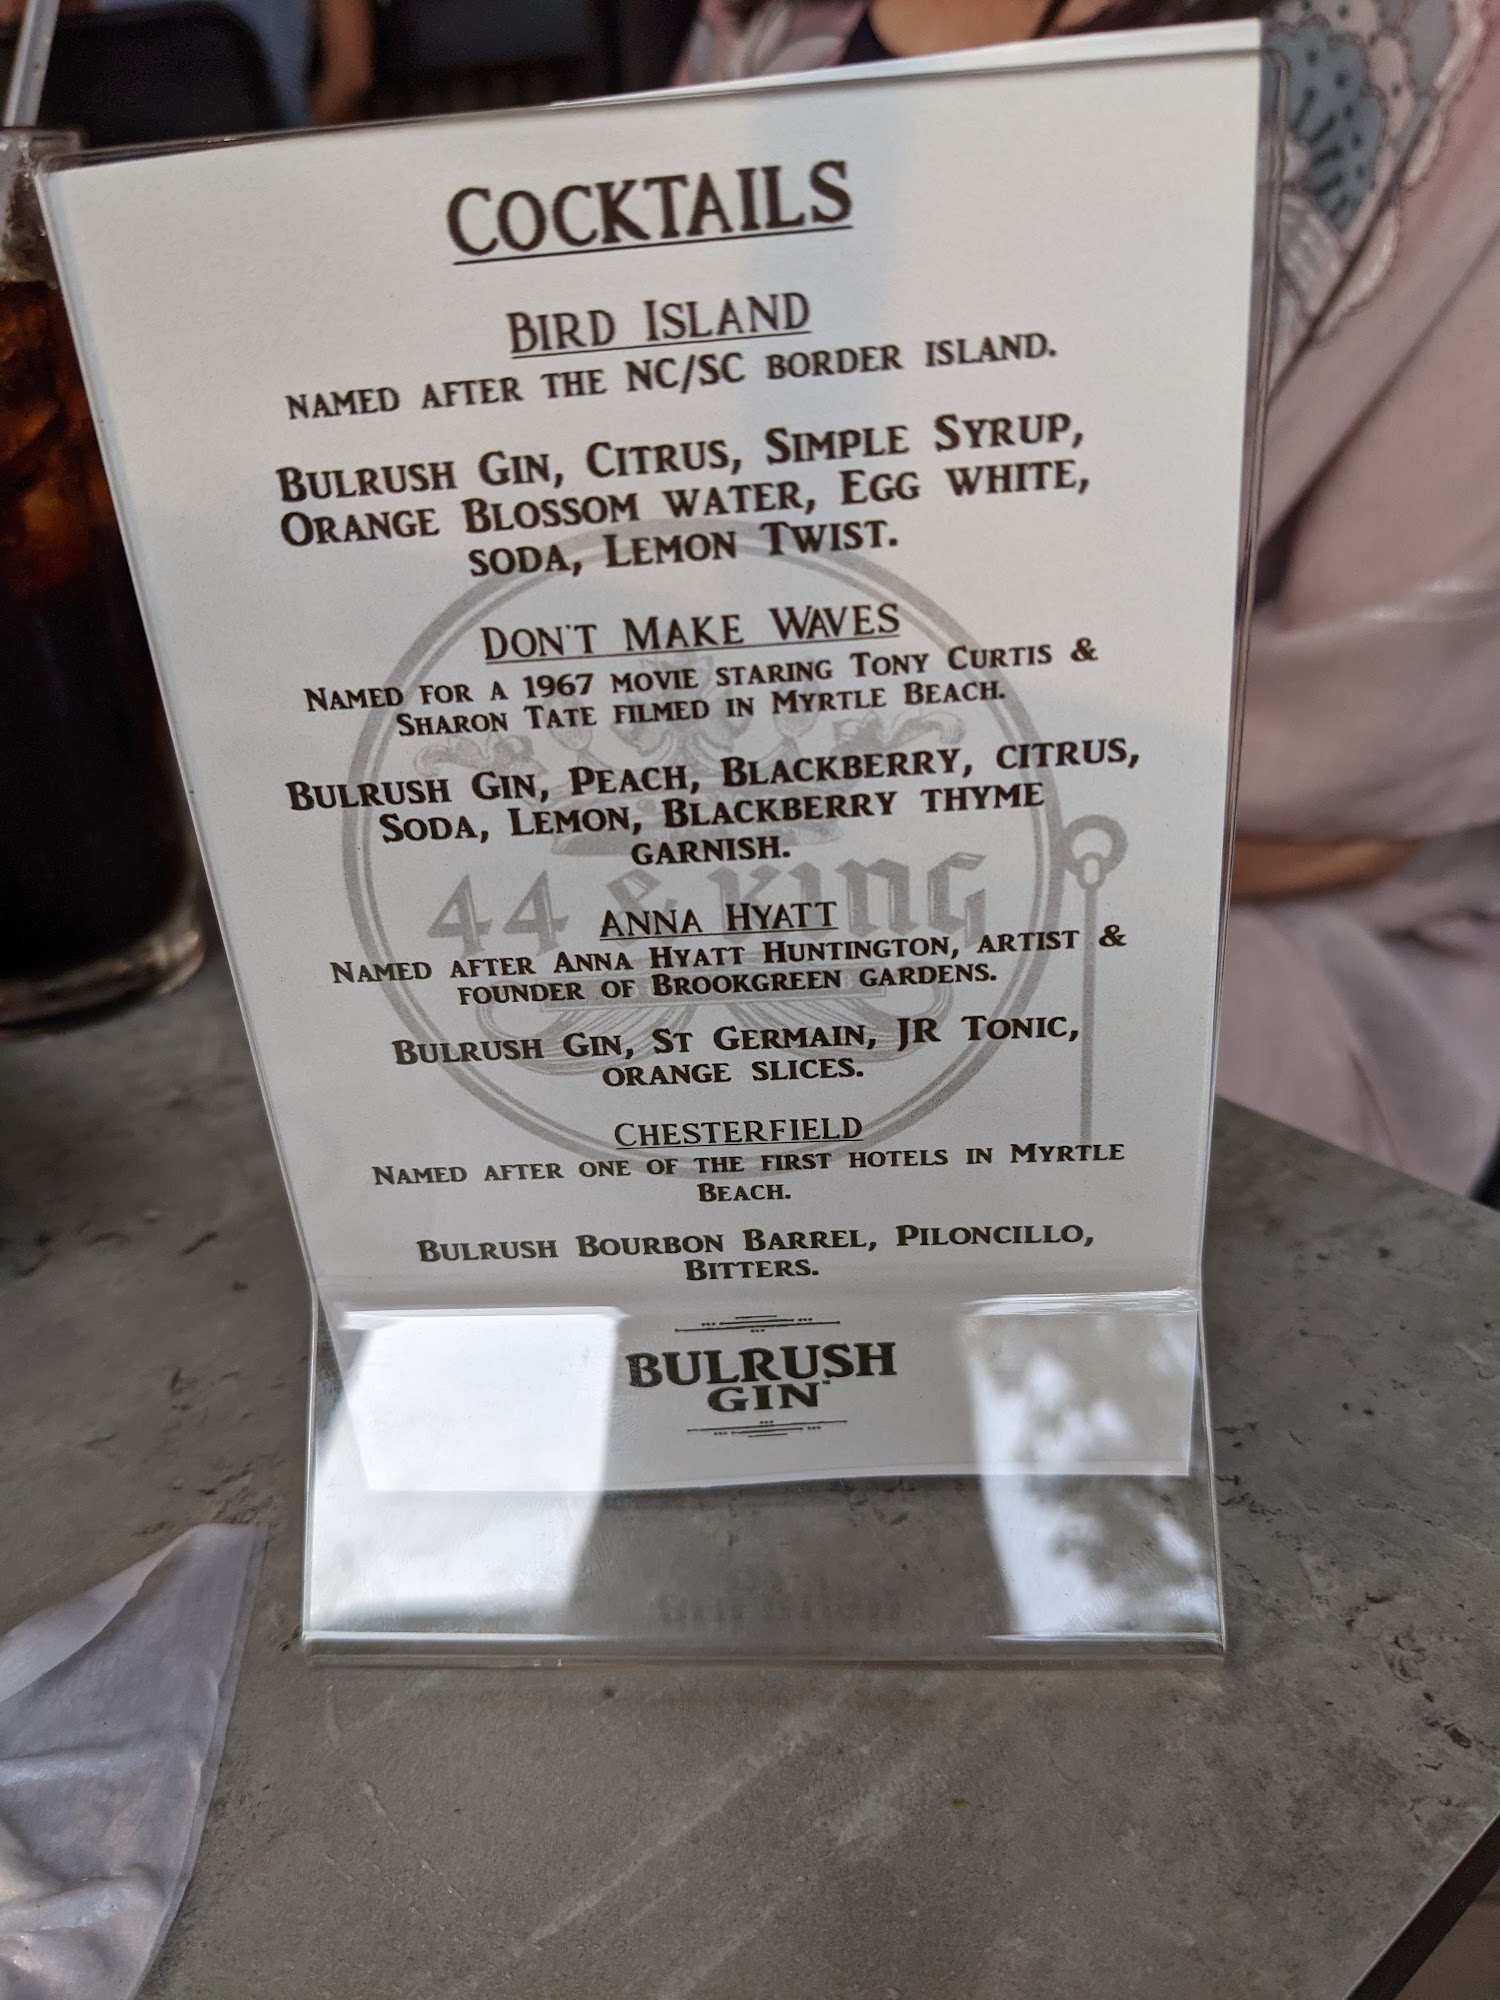 COCKTAILS
BIRD ISLAND
NAMED AFTER THE NC/SC BORDER ISLAND.
BULRUSH GIN, CITRUS, SIMPLE SYRUP,
ORANGE BLOSSOM WATER, EGG WHITE,
SODA, LEMON TWIST.
DON'T MAKE WAVES
NAMED FOR A 1967 MOVIE STARING TONY CURTIS &
SHARON TATE FILMED IN MYRTLE BEACH.
BULRUSH GIN, PEACH, BLACKBERRY, CITRUS,
SODA, LEMON, BLACKBERRY THYME
GARNISH.
44 & KING
ANNA HYATT
NAMED AFTER ANNA HYATT HUNTINGTON, ARTIST &
FOUNDER OF BROOKGREEN GARDENS.
BULRUSH GIN, ST GERMAIN, JR TONIC,
ORANGE SLICES.
CHESTERFIELD
NAMED AFTER ONE OF THE FIRST HOTELS IN MYRTLE
BEACH.
BULRUSH BOURBON BARREL, PILONCILLO,
BITTERS.
BULRUSH
GIN™